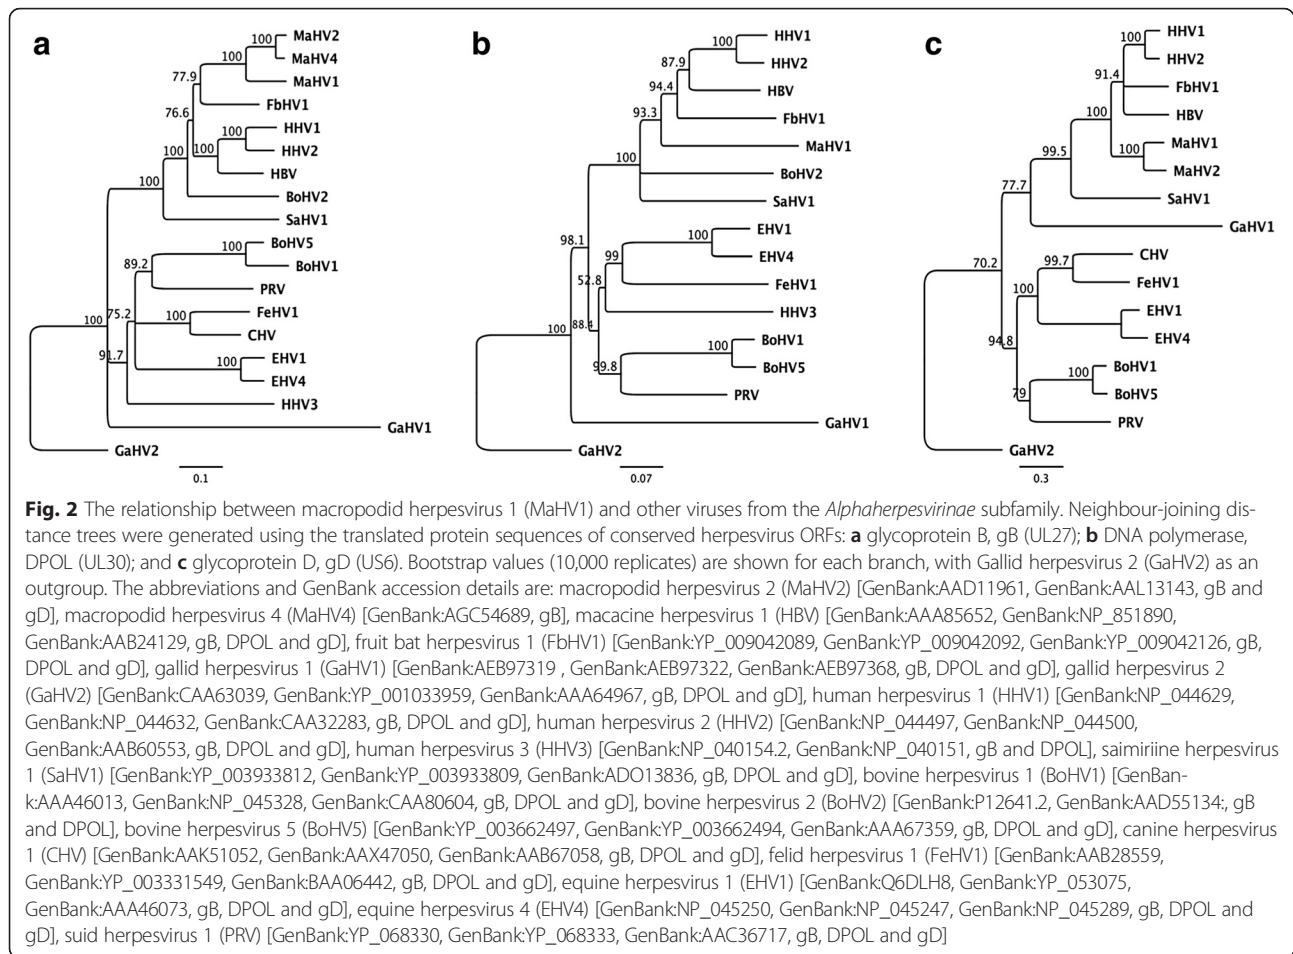 a
100
MaHV2
MaHV4
100
MaHV1
77.9
FbHV1
76.6
HHV1
100
HHV2
100
HBV
100
BoHV2
100
SaHV1
BoHV5
100
BoHV1
89.2
PRV
75.2
FeHV1
100
CHV
100
91.7
EHV1
100
EHV4
HHV3
GaHV1
GaHV2
0.1
b
HHV1
100
HHV2
87.9
HBV
94.4
FbHV1
93.3
MaHV1
100
BoHV2
SaHV1
EHV1
100
EHV4
98.1
99
FeHV1
52.8
HHV3
88.4
100
BoHV1
100
BoHV5
99.8
PRV
GaHV1
GaHV2
0.07
c
HHV1
100
HHV2
91.4
FbHV1
HBV
100
MaHV1
100
MaHV2
99.5
SaHV1
77.7
GaHV1
CHV
99.7
FeHV1
70.2
100
EHV1
EHV4
94.8
BoHV1
100
BoHV5
79
PRV
GaHV2
0.3
Fig. 2 The relationship between macropodid herpesvirus 1 (MaHV1) and other viruses from the Alphaherpesvirinae subfamily. Neighbour-joining dis-
tance trees were generated using the translated protein sequences of conserved herpesvirus ORFs: a glycoprotein B, gB (UL27); b DNA polymerase,
DPOL (UL30); and c glycoprotein D, gD (US6). Bootstrap values (10,000 replicates) are shown for each branch, with Gallid herpesvirus 2 (GaHV2) as an
outgroup. The abbreviations and GenBank accession details are: macropodid herpesvirus 2 (MaHV2) [GenBank:AAD11961, GenBank:AAL13143, gB and
gD], macropodid herpesvirus 4 (MaHV4) [GenBank:AGC54689, gB], macacine herpesvirus 1 (HBV) [GenBank:AAA85652, GenBank:NP_851890,
GenBank:AAB24129, gB, DPOL and gD], fruit bat herpesvirus 1 (FbHV1) [GenBank:YP_009042089, GenBank:YP_009042092, GenBank:YP_009042126, gB,
DPOL and gD], gallid herpesvirus 1 (GaHV1) [GenBank:AEB97319 , GenBank:AEB97322, GenBank:AEB97368, gB, DPOL and gD], gallid herpesvirus 2
(GaHV2) [GenBank:CAA63039, GenBank:YP_001033959, GenBank:AAA64967, gB, DPOL and gD], human herpesvirus 1 (HHV1) [GenBank:NP_044629,
GenBank:NP_044632, GenBank:CAA32283, gB, DPOL and gD], human herpesvirus 2 (HHV2) [GenBank:NP_044497, GenBank:NP_044500,
GenBank:AAB60553, gB, DPOL and gD], human herpesvirus 3 (HHV3) [GenBank:NP_040154.2, GenBank:NP_040151, gB and DPOL], saimiriine herpesvirus
1 (SaHV1) [GenBank:YP_003933812, GenBank:YP_003933809, GenBank:ADO13836, gB, DPOL and gD], bovine herpesvirus 1 (BoHV1) [GenBan-
k:AAA46013, GenBank:NP_045328, GenBank:CAA80604, gB, DPOL and gD], bovine herpesvirus 2 (BoHV2) [GenBank:P12641.2, GenBank:AAD55134:, gB
and DPOL], bovine herpesvirus 5 (BoHV5) [GenBank:YP_003662497, GenBank:YP_003662494, GenBank:AAA67359, gB, DPOL and gD], canine herpesvirus
1 (CHV) [GenBank:AAK51052, GenBank:AAX47050, GenBank:AAB67058, gB, DPOL and gD], felid herpesvirus 1 (FeHV1) [GenBank:AAB28559,
GenBank:YP_003331549, GenBank:BAA06442, gB, DPOL and gD], equine herpesvirus 1 (EHV1) [GenBank:Q6DLH8, GenBank:YP_053075,
GenBank:AAA46073, gB, DPOL and gD], equine herpesvirus 4 (EHV4) [GenBank:NP_045250, GenBank:NP_045247, GenBank:NP_045289, gB, DPOL and
gD], suid herpesvirus 1 (PRV) [GenBank:YP_068330, GenBank:YP_068333, GenBank:AAC36717, gB, DPOL and gD]